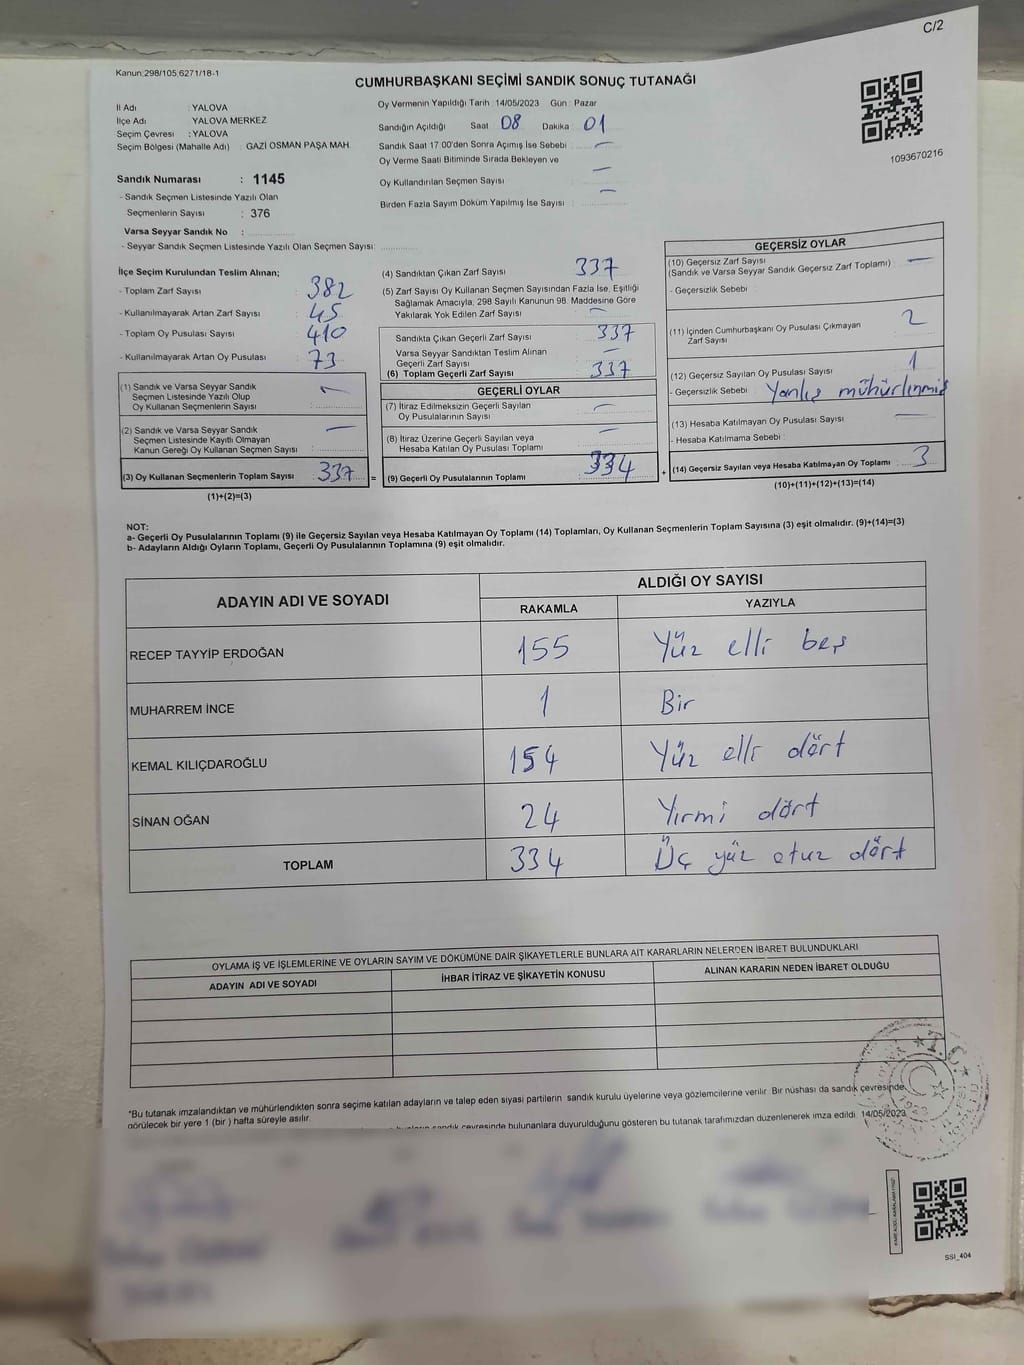 C/2
Kanun:298/105,6271/18-1
CUMHURBAŞKANI SEÇİMİ SANDIK SONUÇ TUTANAĞI
İl Adı : YALOVA
İlçe Adı : YALOVA MERKEZ
Seçim Çevresi : YALOVA
Seçim Bölgesi (Mahalle Adı) : GAZİ OSMAN PAŞA MAH.
Oy Vermenin Yapıldığı Tarih :14/05/2023 Gün : Pazar
Sandığın Açıldığı Saat 08 Dakika 01
Sandık Saat 17.00'den Sonra Açımış İse Sebebi : —
Oy Verme Saati Bitiminde Sırada Bekleyen ve
Oy Kullandırılan Seçmen Sayısı : —
Birden Fazla Sayım Döküm Yapılmış İse Sayısı : —
1093670216
Sandık Numarası : 1145
- Sandık Seçmen Listesinde Yazılı Olan
Seçmenlerin Sayısı : 376
Varsa Seyyar Sandık No :
- Seyyar Sandık Seçmen Listesinde Yazılı Olan Seçmen Sayısı:
İlçe Seçim Kurulundan Teslim Alınan;
- Toplam Zarf Sayısı : 382
- Kullanılmayarak Artan Zarf Sayısı : 45
- Toplam Oy Pusulası Sayısı : 410
- Kullanılmayarak Artan Oy Pusulası : 73
(1) Sandık ve Varsa Seyyar Sandık
Seçmen Listesinde Yazılı Olup
Oy Kullanan Seçmenlerin Sayısı : —
(2) Sandık ve Varsa Seyyar Sandık
Seçmen Listesinde Kayıtlı Olmayan
Kanun Gereği Oy Kullanan Seçmen Sayısı : —
(3) Oy Kullanan Seçmenlerin Toplam Sayısı : 337
(1)+(2)=(3)
(4) Sandıktan Çıkan Zarf Sayısı : 337
(5) Zarf Sayısı Oy Kullanan Seçmen Sayısından Fazla İse, Eşitliği
Sağlamak Amacıyla, 298 Sayılı Kanunun 98. Maddesine Göre
Yakılarak Yok Edilen Zarf Sayısı : —
Sandıkta Çıkan Geçerli Zarf Sayısı : 337
Varsa Seyyar Sandıktan Teslim Alınan
Geçerli Zarf Sayısı : —
(6) Toplam Geçerli Zarf Sayısı : 337
GEÇERLİ OYLAR
(7) İtiraz Edilmeksizin Geçerli Sayılan
Oy Pusulalarının Sayısı : —
(8) İtiraz Üzerine Geçerli Sayılan veya
Hesaba Katılan Oy Pusulası Toplamı : —
= (9) Geçerli Oy Pusulalarının Toplamı : 334
GEÇERSİZ OYLAR
(10) Geçersiz Zarf Sayısı
(Sandık ve Varsa Seyyar Sandık Geçersiz Zarf Toplamı) : —
- Geçersizlik Sebebi :
(11) İçinden Cumhurbaşkanı Oy Pusulası Çıkmayan
Zarf Sayısı : 2
(12) Geçersiz Sayılan Oy Pusulası Sayısı : 1
- Geçersizlik Sebebi : Yanlış mühürlenmiş
(13) Hesaba Katılmayan Oy Pusulası Sayısı : —
- Hesaba Katılmama Sebebi :
+ (14) Geçersiz Sayılan veya Hesaba Katılmayan Oy Toplamı : 3
(10)+(11)+(12)+(13)=(14)
NOT:
a- Geçerli Oy Pusulalarının Toplamı (9) ile Geçersiz Sayılan veya Hesaba Katılmayan Oy Toplamı (14) Toplamları, Oy Kullanan Seçmenlerin Toplam Sayısına (3) eşit olmalıdır. (9)+(14)=(3)
b- Adayların Aldığı Oyların Toplamı, Geçerli Oy Pusulalarının Toplamına (9) eşit olmalıdır.
ADAYIN ADI VE SOYADI
ALDIĞI OY SAYISI
RAKAMLA YAZIYLA
RECEP TAYYİP ERDOĞAN 155 Yüz elli beş
MUHARREM İNCE 1 Bir
KEMAL KILIÇDAROĞLU 154 Yüz elli dört
SİNAN OĞAN 24 Yırmi dört
TOPLAM 334 Üç yüz otuz dört
OYLAMA İŞ VE İŞLEMLERİNE VE OYLARIN SAYIM VE DÖKÜMÜNE DAİR ŞİKAYETLERLE BUNLARA AİT KARARLARIN NELERDEN İBARET BULUNDUKLARI
ADAYIN ADI VE SOYADI İHBAR İTİRAZ VE ŞİKAYETİN KONUSU ALINAN KARARIN NEDEN İBARET OLDUĞU
*Bu tutanak imzalandıktan ve mühürlendikten sonra seçime katılan adayların ve talep eden siyasi partilerin sandık kurulu üyelerine veya gözlemcilerine verilir. Bir nüshası da sandık çevresinde
görülecek bir yere 1 (bir ) hafta süreyle asılır.
sandık çevresinde bulunanlara duyurulduğunu gösteren bu tutanak tarafımızdan düzenlenerek imza edildi. 14/05/2023
T.C.
SSI_404